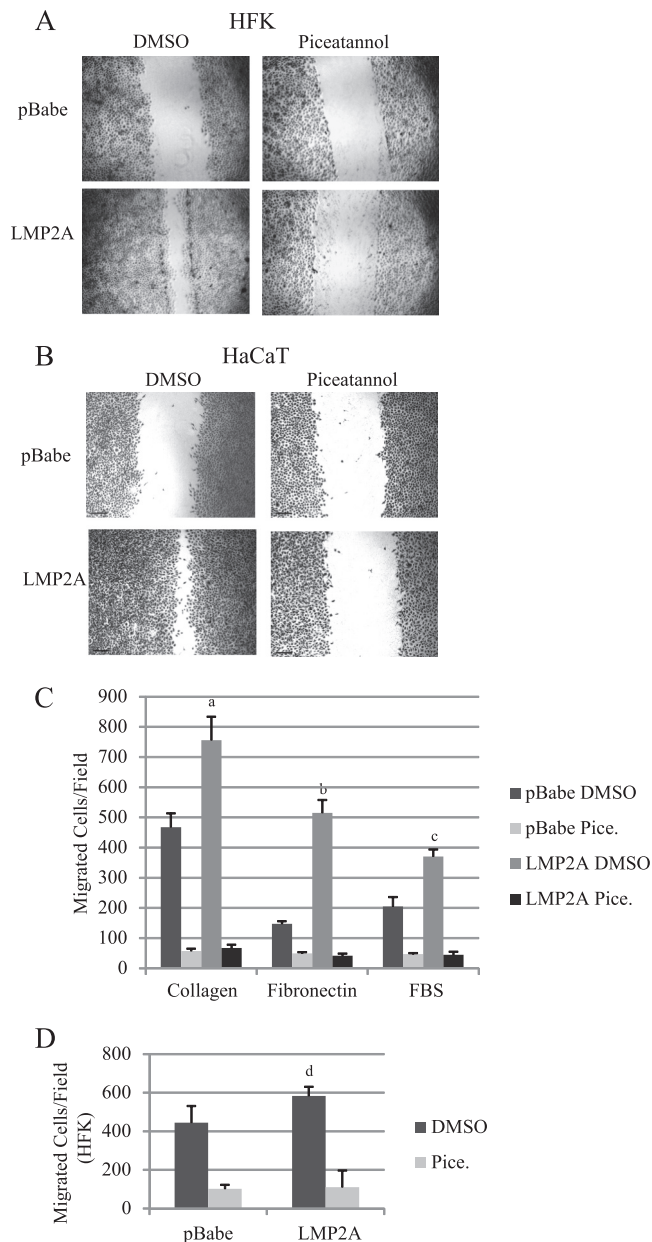 A
HFK
DMSO Piceatannol
pBabe
LMP2A
B
HaCaT
DMSO Piceatannol
pBabe
LMP2A
C
Migrated Cells/Field
900
800
700
600
500
400
300
200
100
0
a
b
c
Collagen Fibronectin FBS
pBabe DMSO
pBabe Pice.
LMP2A DMSO
LMP2A Pice.
D
Migrated Cells/Field
(HFK)
800
600
400
200
0
d
pBabe LMP2A
DMSO
Pice.